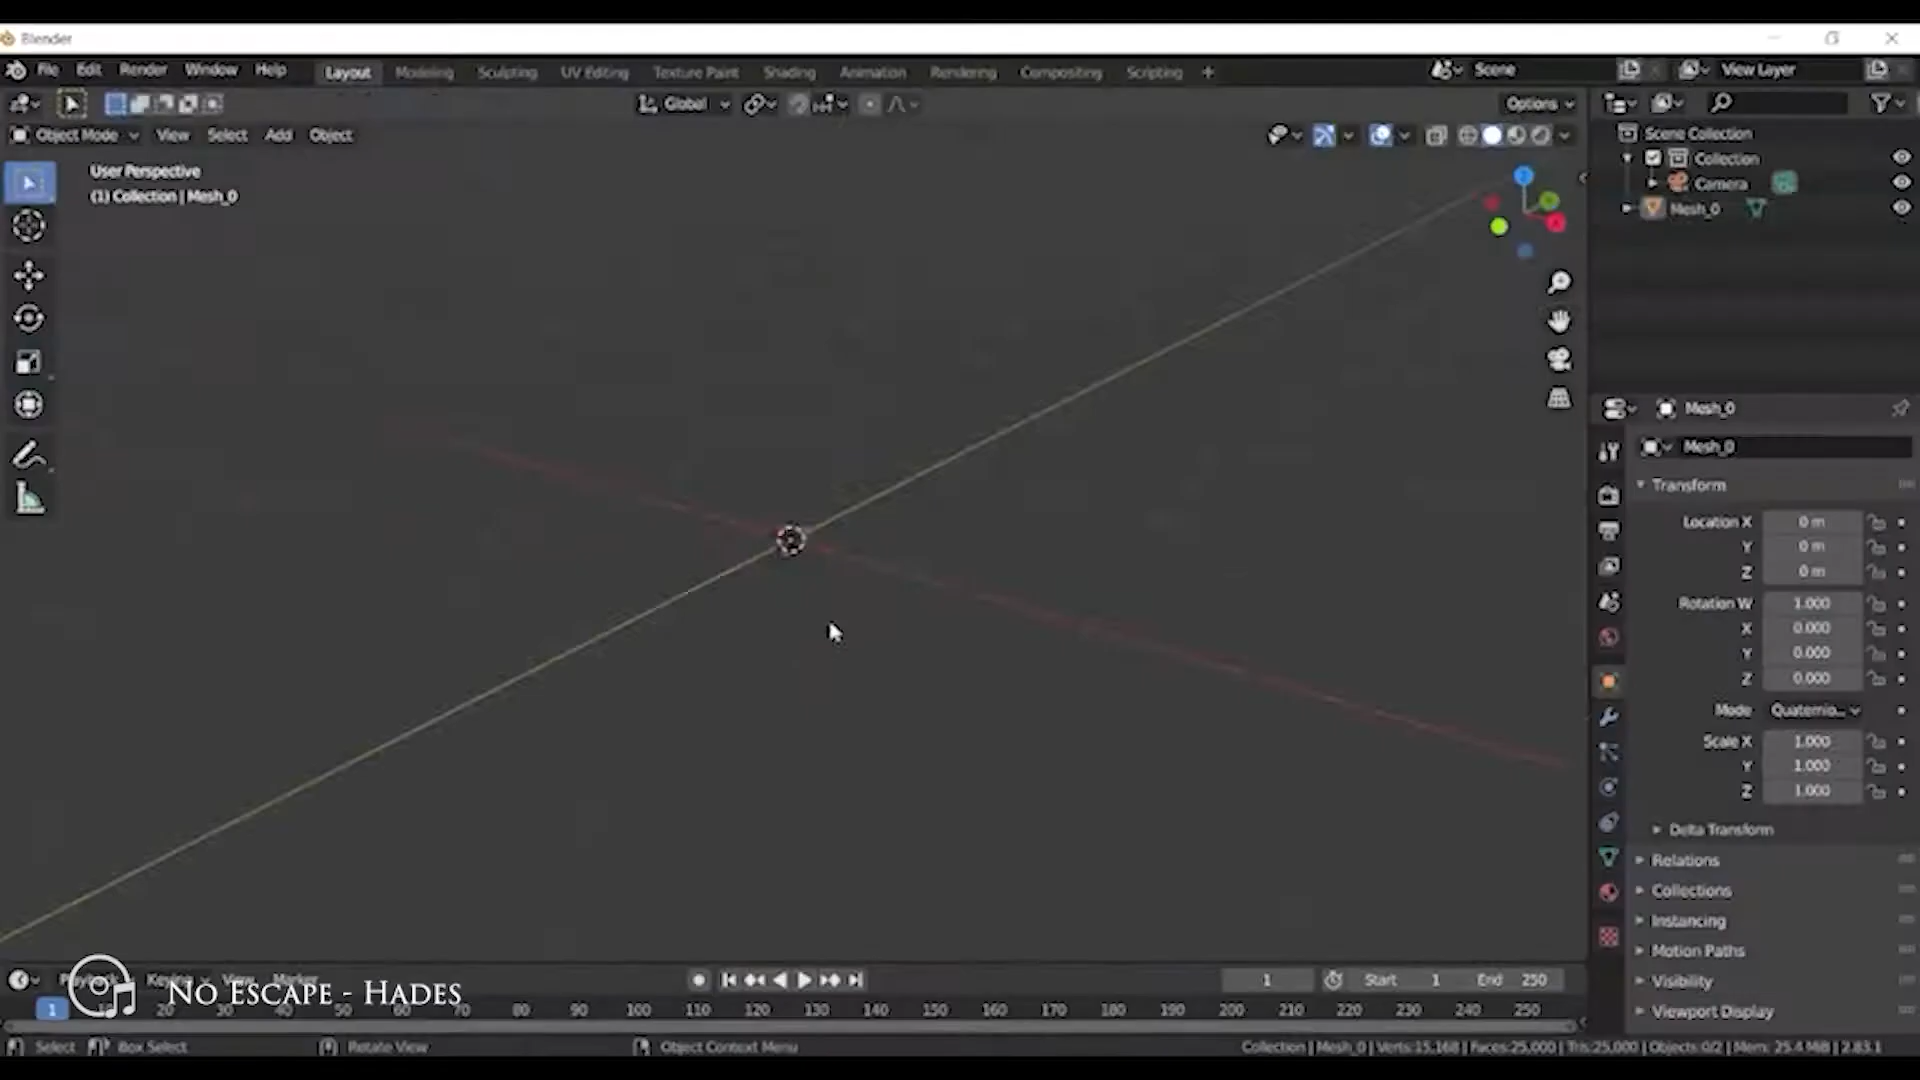 Blender
File Edit Render Window Help Layout Modeling Sculpting UV Editing Texture Paint Shading Animation Rendering Compositing Scripting + Scene View Layer
Global Options
Object Mode View Select Add Object
User Perspective
(1) Collection | Mesh_0
Scene Collection
Collection
Camera
Mesh_0
Mesh_0
Mesh_0
Transform
Location X 0 m
Y 0 m
Z 0 m
Rotation W 1.000
X 0.000
Y 0.000
Z 0.000
Mode Quaternio...
Scale X 1.000
Y 1.000
Z 1.000
Delta Transform
Relations
Collections
Instancing
Motion Paths
Visibility
Viewport Display
Playback Keying View Marker 1 Start 1 End 250
No Escape - Hades
1 20 30 40 50 60 70 80 90 100 110 120 130 140 150 160 170 180 190 200 210 220 230 240 250
Select Box Select Rotate View Object Context Menu Collection | Mesh_0 | Verts:15,168 | Faces:25,000 | Tris:25,000 | Objects:0/2 | Mem: 25.4 MiB | 2.83.1